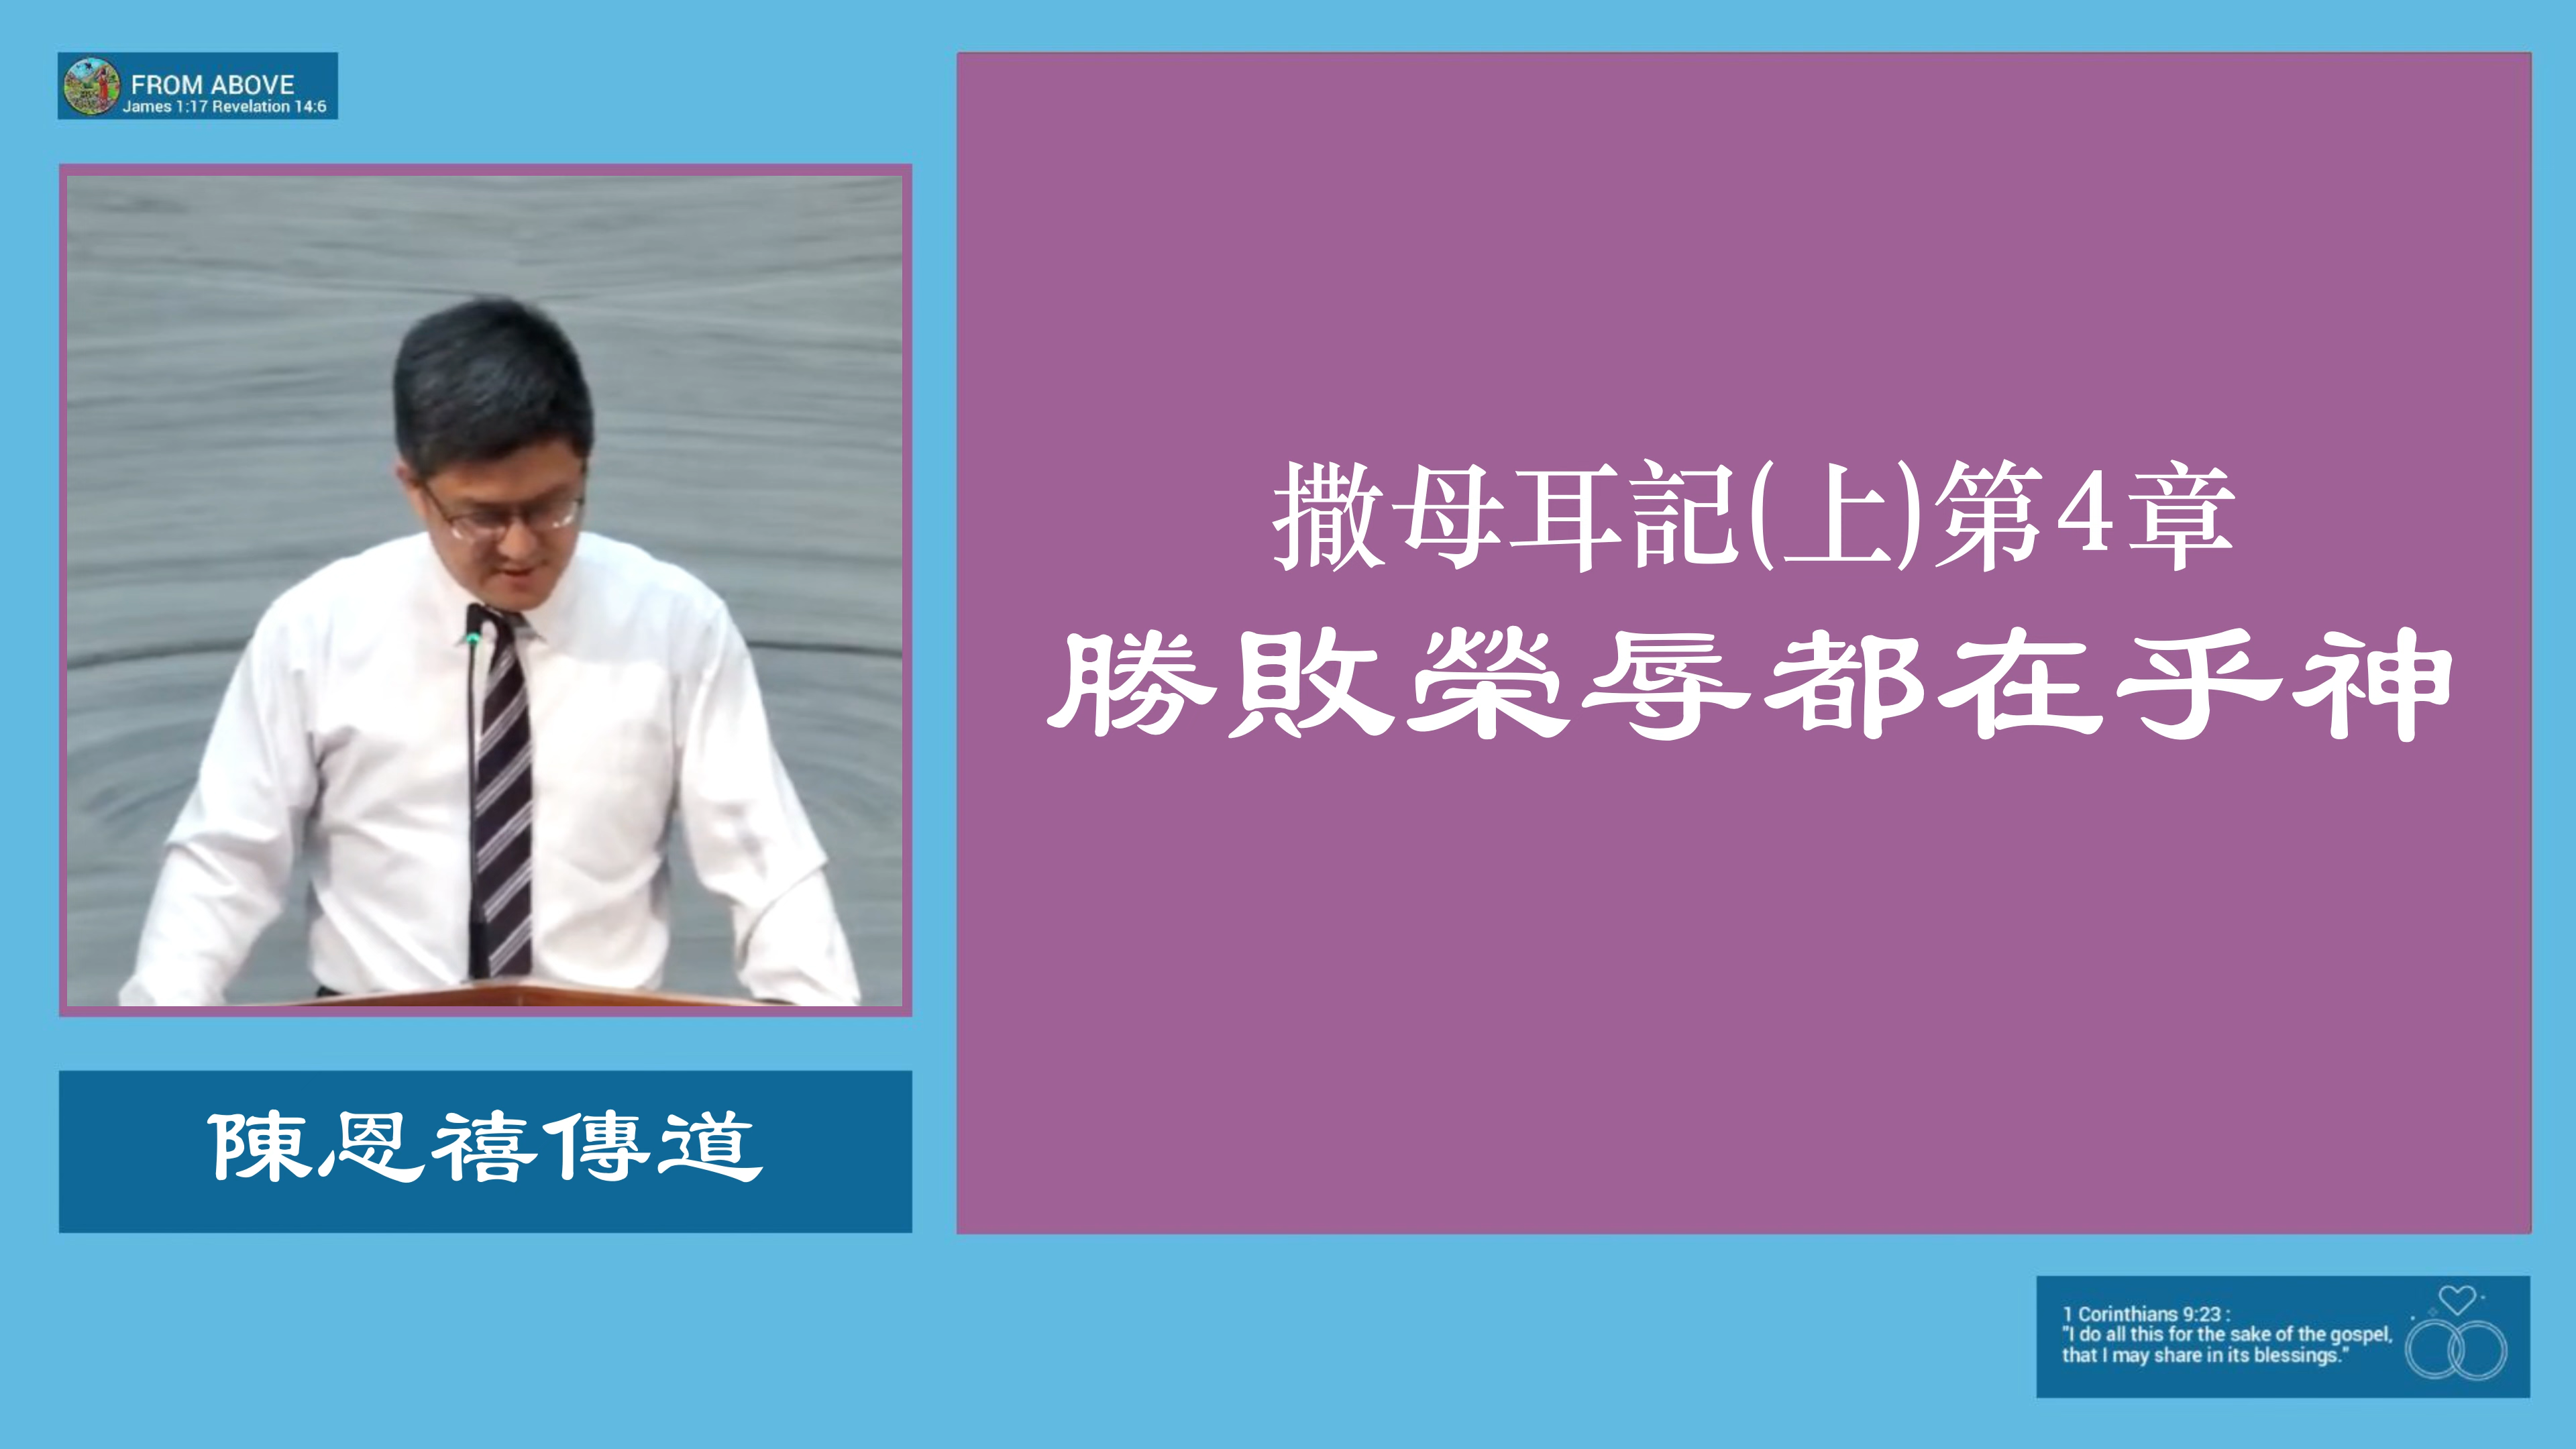 FROM ABOVE
James 1:17 Revelation 14:6
撒母耳記(上)第4章
勝敗榮辱都在乎神
陳恩禧傳道
1 Corinthians 9:23 :
"I do all this for the sake of the gospel,
that I may share in its blessings."